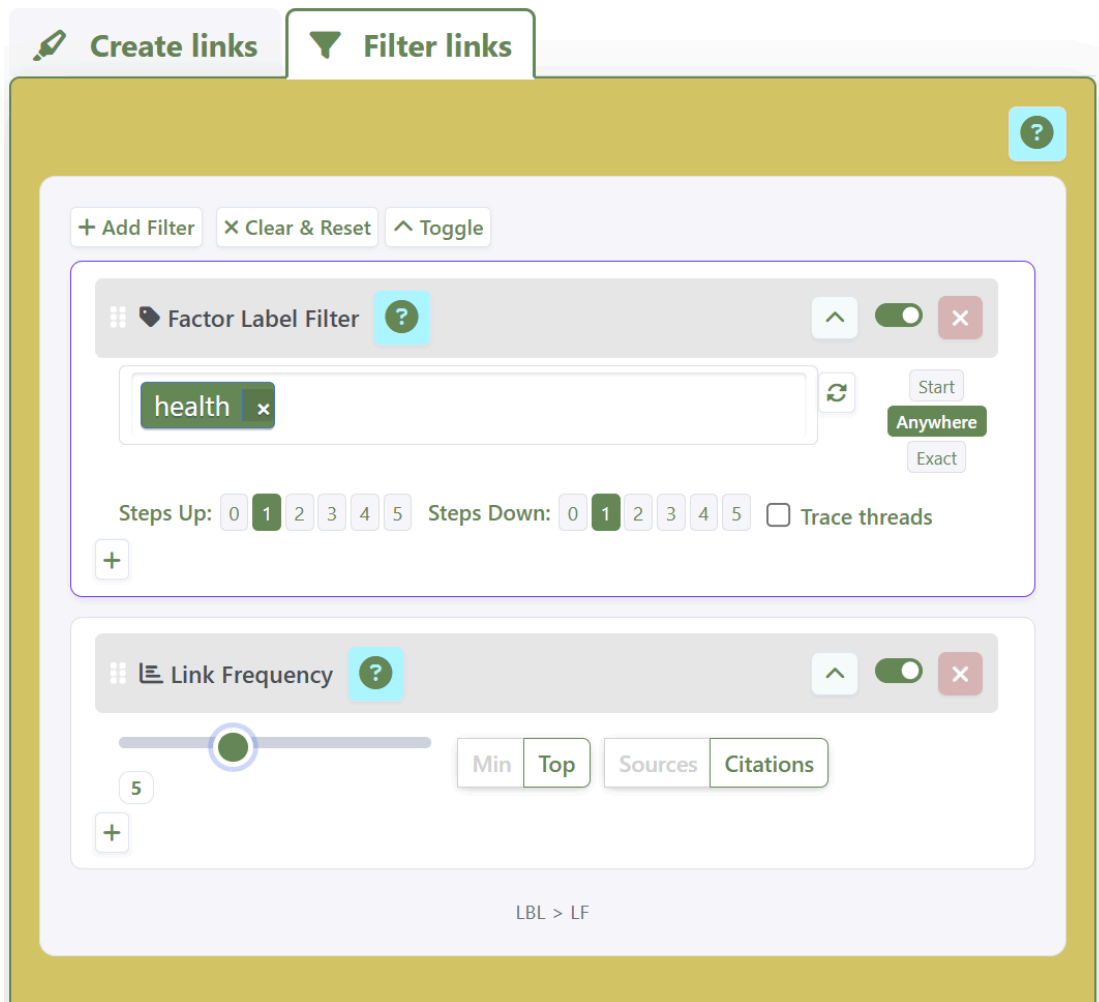 Create links Filter links
?
+ Add Filter × Clear & Reset Toggle
Factor Label Filter ? ×
health × Start
Anywhere
Exact
Steps Up: 0 1 2 3 4 5 Steps Down: 0 1 2 3 4 5 Trace threads
+
Link Frequency ? ×
Min Top Sources Citations
5
+
LBL > LF